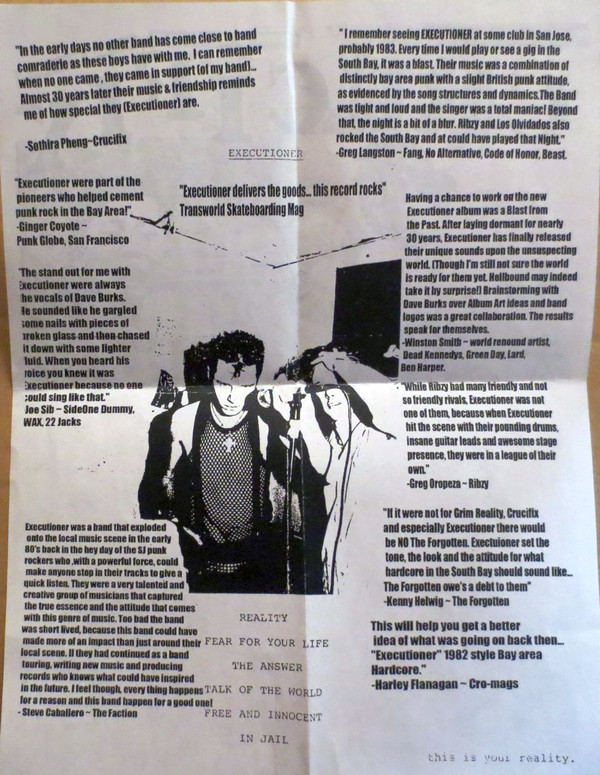 "In the early days no other band has come close to band
comraderie as these boys have with me. I can remember
when no one came , they came in support (of my band)...
Almost 30 years later their music & friendship reminds
me of how special they (Executioner) are.
-Sothira Pheng~Crucifix
"I remember seeing EXECUTIONER at some club in San Jose,
probably 1983. Every time I would play or see a gig in the
South Bay, it was a blast. Their music was a combination of
distinctly bay area punk with a slight British punk attitude,
as evidenced by the song structures and dynamics.The Band
was tight and loud and the singer was a total maniac! Beyond
that, the night is a bit of a blur. Ribzy and Los Olvidados also
rocked the South Bay and at could have played that Night."
-Greg Langston ~ Fang, No Alternative, Code of Honor, Beast.
EXECUTIONER
"Executioner were part of the
pioneers who helped cement
punk rock in the Bay Area!",
-Ginger Coyote ~
Punk Globe, San Francisco
"Executioner delivers the goods... this record rocks"
Transworld Skateboarding Mag
Having a chance to work on the new
Executioner album was a Blast from
the Past. After laying dormant for nearly
30 years, Executioner has finally released
their unique sounds upon the unsuspecting
world. (Though I'm still not sure the world
is ready for them yet. Hellbound may indeed
take it by surprise!) Brainstorming with
Dave Burks over Album Art ideas and band
logos was a great collaboration. The results
speak for themselves.
-Winston Smith ~ world renound artist,
Dead Kennedys, Green Day, Lard,
Ben Harper.
"The stand out for me with
Executioner were always
the vocals of Dave Burks.
He sounded like he gargled
some nails with pieces of
broken glass and then chased
it down with some lighter
fluid. When you heard his
voice you knew it was
Executioner because no one
could sing like that."
Joe Sib ~ SideOne Dummy,
WAX, 22 Jacks
"While Ribzy had many friendly and not
so friendly rivals, Executioner was not
one of them, because when Executioner
hit the scene with their pounding drums,
insane guitar leads and awesome stage
presence, they were in a league of their
own."
-Greg Oropeza ~ Ribzy
"If it were not for Grim Reality, Crucifix
and especially Executioner there would
be NO The Forgotten. Exectuioner set the
tone, the look and the attitude for what
hardcore in the South Bay should sound like...
The Forgotten owe's a debt to them"
-Kenny Helwig ~ The Forgotten
Executioner was a band that exploded
onto the local music scene in the early
80's back in the hey day of the SJ punk
rockers who ,with a powerful force, could
make anyone stop in their tracks to give a
quick listen. They were a very talented and
creative group of musicians that captured
the true essence and the attitude that comes
with this genre of music. Too bad the band
was short lived, because this band could have
made more of an impact than just around their
local scene. If they had continued as a band
touring, writing new music and producing
records who knows what could have inspired
in the future. I feel though, every thing happens
for a reason and this band happen for a good one!
- Steve Caballero ~ The Faction
REALITY
FEAR FOR YOUR LIFE
THE ANSWER
TALK OF THE WORLD
FREE AND INNOCENT
IN JAIL
This will help you get a better
idea of what was going on back then...
"Executioner" 1982 style Bay area
Hardcore."
-Harley Flanagan ~ Cro-mags
this is your reality.